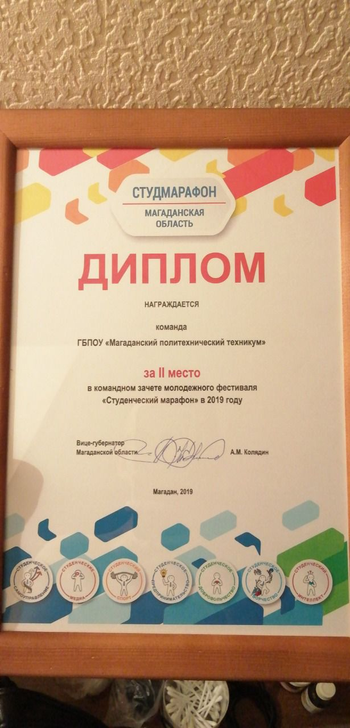 СТУДМАРАФОН
МАГАДАНСКАЯ
ОБЛАСТЬ
ДИПЛОМ
НАГРАЖДАЕТСЯ
команда
ГБПОУ «Магаданский политехнический техникум»
за II место
в командном зачете молодежного фестиваля
«Студенческий марафон» в 2019 году
Вице-губернатор
Магаданской области
А.М. Колядин
Магадан, 2019